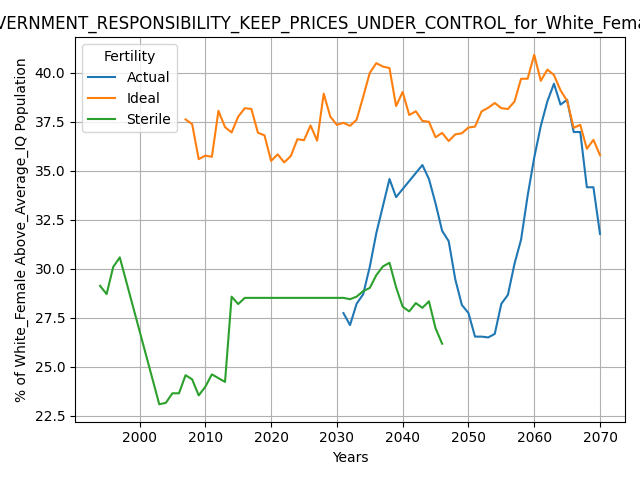 VERNMENT_RESPONSIBILITY_KEEP_PRICES_UNDER_CONTROL_for_White_Fema
Fertility
Actual
Ideal
Sterile
% of White_Female Above_Average_IQ Population
40.0
37.5
35.0
32.5
30.0
27.5
25.0
22.5
2000 2010 2020 2030 2040 2050 2060 2070
Years